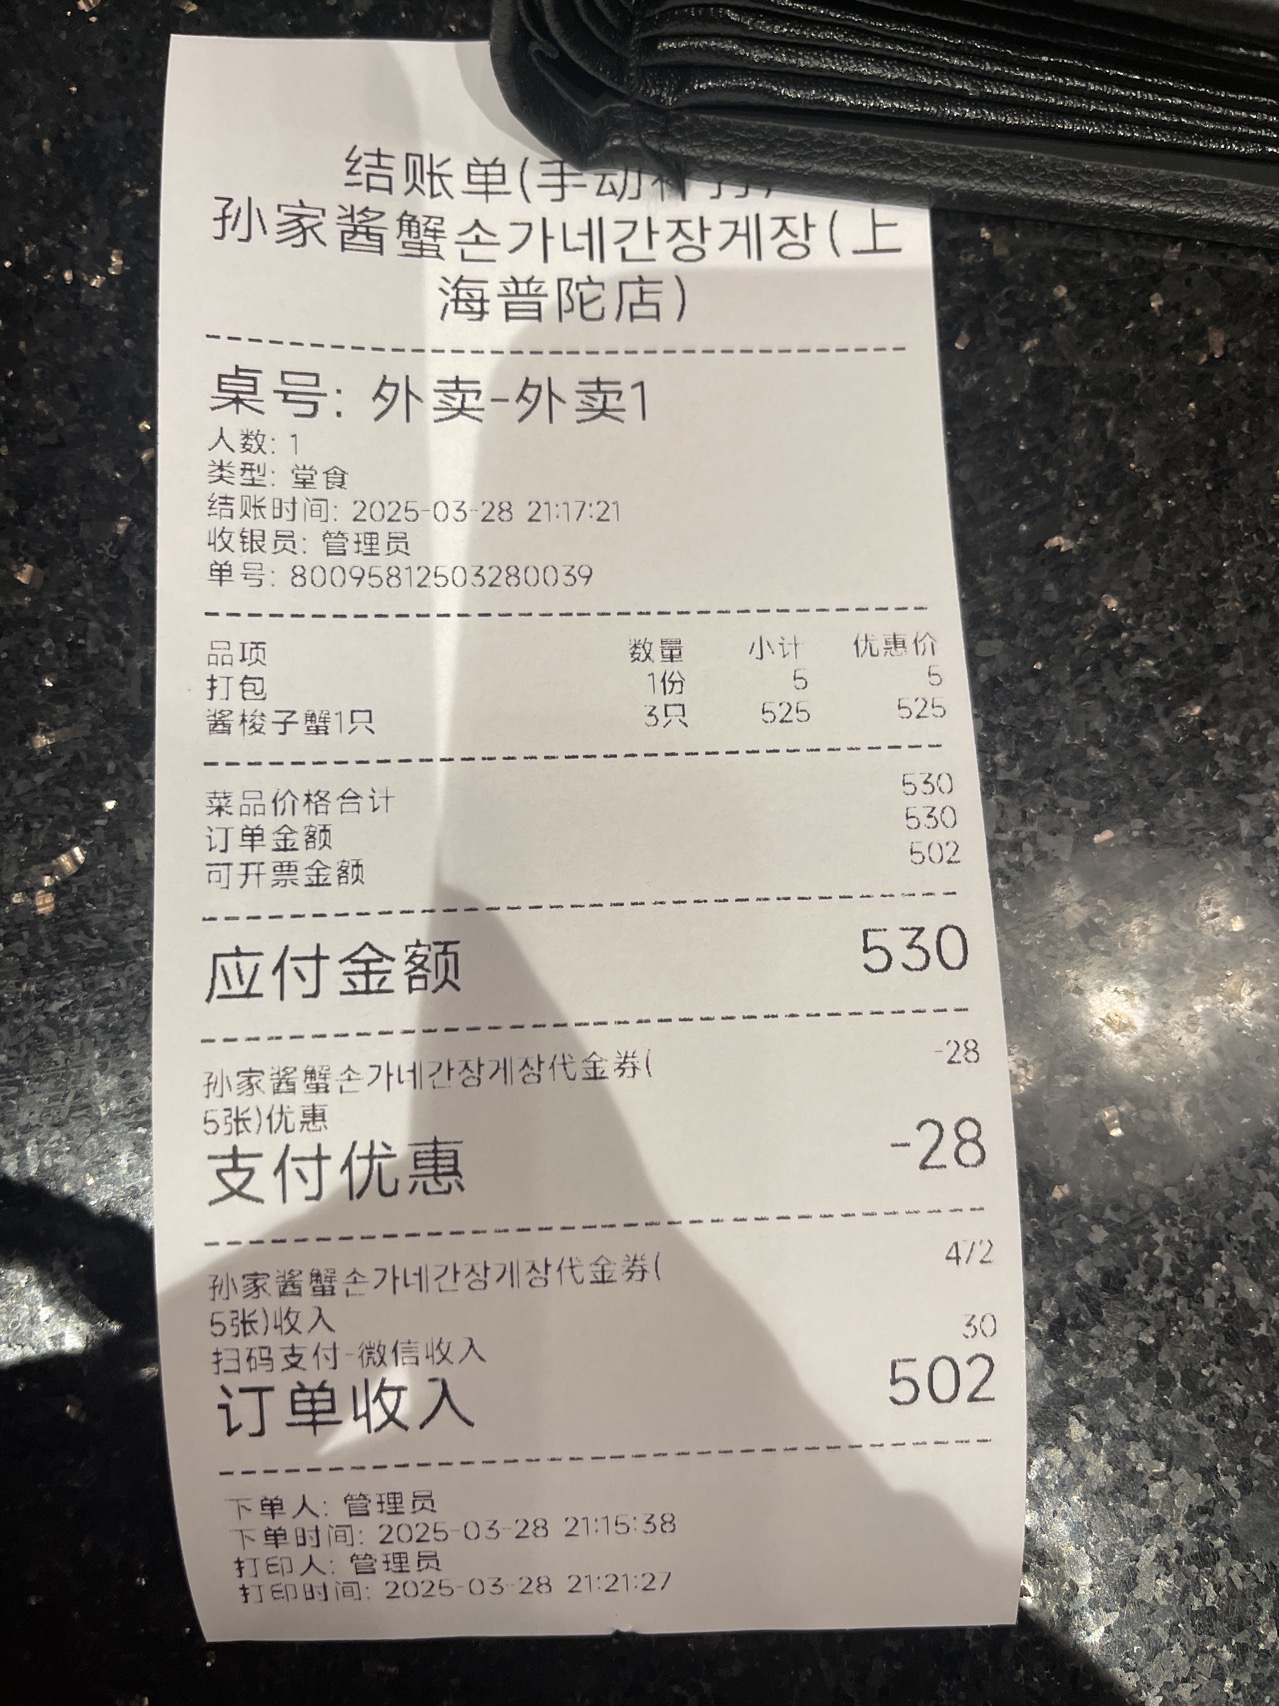 结账单(手动
孙家酱蟹손가네간장게장(上
海普陀店)
桌号: 外卖-外卖1
人数: 1
类型: 堂食
结账时间: 2025-03-28 21:17:21
收银员: 管理员
单号: 80095812503280039
品项 数量 小计 优惠价
打包 1份 5 5
酱梭子蟹1只 3只 525 525
菜品价格合计 530
订单金额 530
可开票金额 502
应付金额 530
孙家酱蟹손가네간장게장代金券( -28
5张)优惠
支付优惠 -28
孙家酱蟹손가네간장게장代金券( 472
5张)收入
扫码支付-微信收入 30
订单收入 502
下单人: 管理员
下单时间: 2025-03-28 21:15:38
打印人: 管理员
打印时间: 2025-03-28 21:21:27